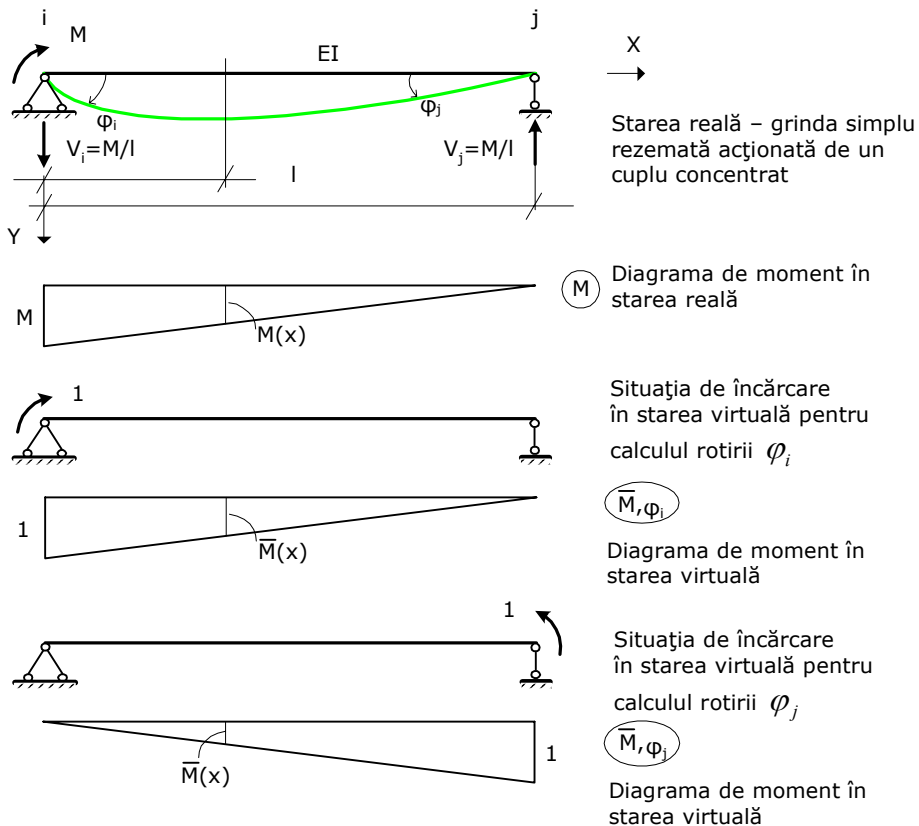 i
j
M
EI
X
φi
φj
Vi=M/l
Vj=M/l
l
Y
Starea reală – grinda simplu
rezemată acţionată de un
cuplu concentrat
M
M(x)
M
Diagrama de moment în
starea reală
1
Situaţia de încărcare
în starea virtuală pentru
calculul rotirii φi
1
M̅(x)
M̅,φi
Diagrama de moment în
starea virtuală
1
Situaţia de încărcare
în starea virtuală pentru
calculul rotirii φj
M̅(x)
1
M̅,φj
Diagrama de moment în
starea virtuală